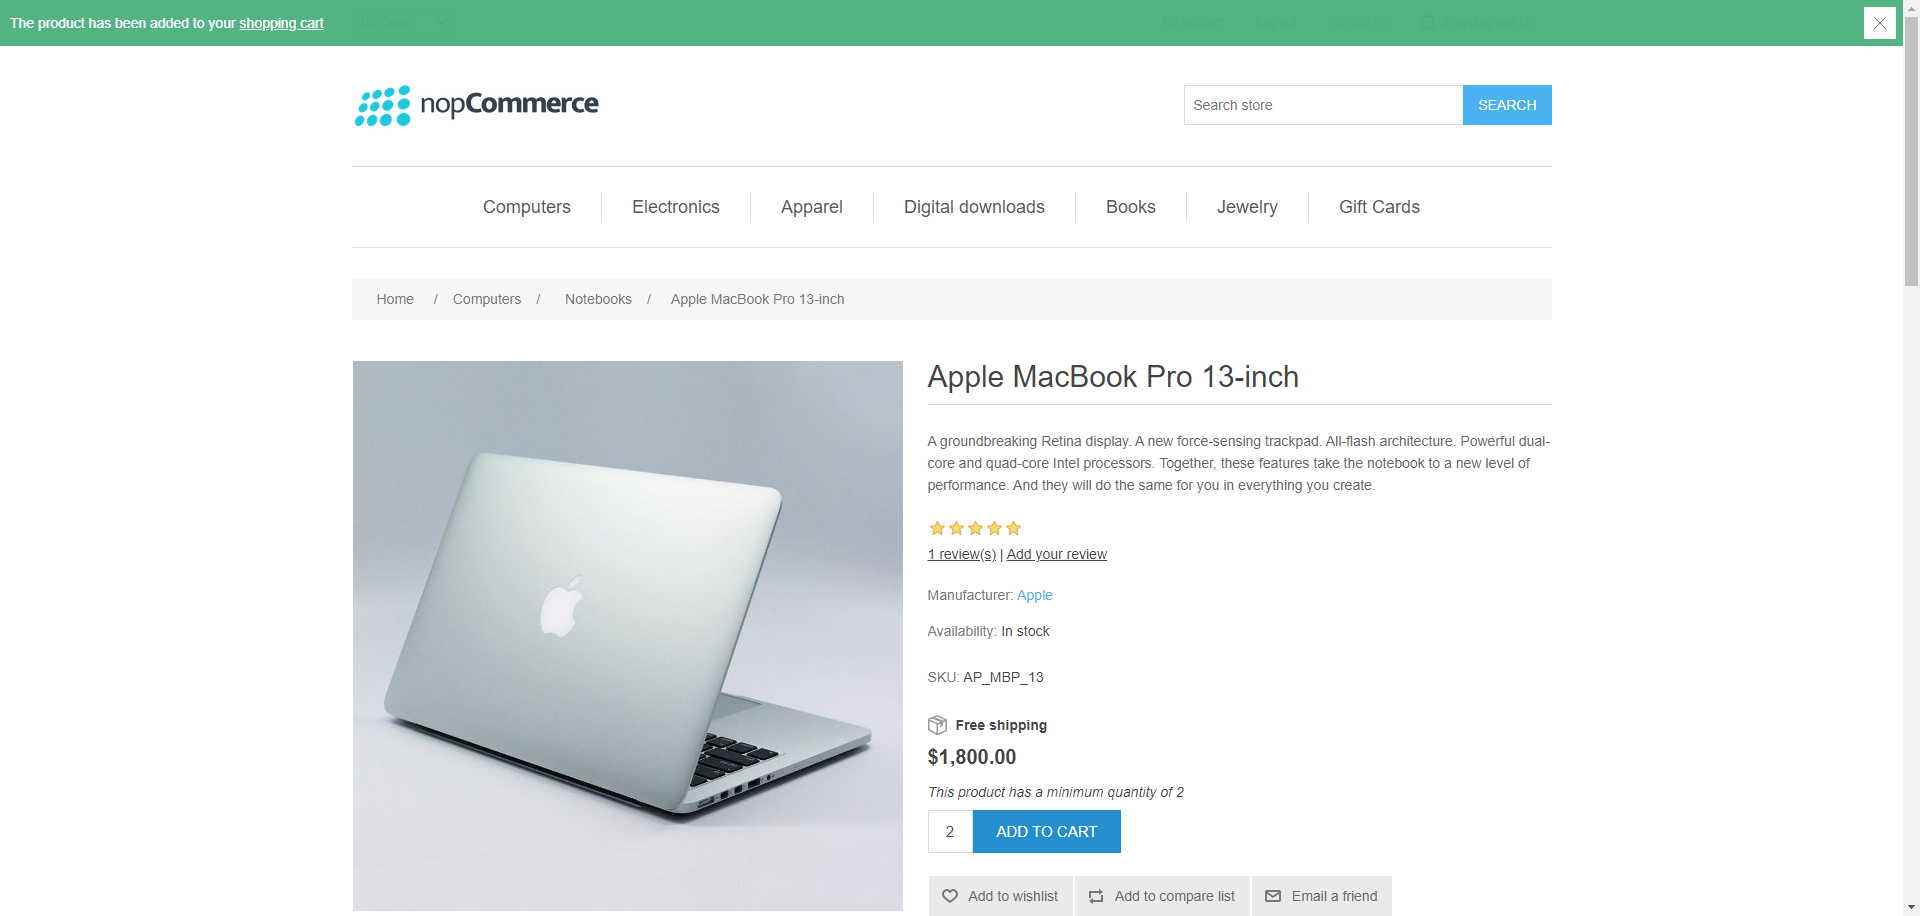 The product has been added to your shopping cart
nopCommerce
Search store
SEARCH
Computers
Electronics
Apparel
Digital downloads
Books
Jewelry
Gift Cards
Home / Computers / Notebooks / Apple MacBook Pro 13-inch
Apple MacBook Pro 13-inch
A groundbreaking Retina display. A new force-sensing trackpad. All-flash architecture. Powerful dual-
core and quad-core Intel processors. Together, these features take the notebook to a new level of
performance. And they will do the same for you in everything you create.
1 review(s) | Add your review
Manufacturer: Apple
Availability: In stock
SKU: AP_MBP_13
Free shipping
$1,800.00
This product has a minimum quantity of 2
2
ADD TO CART
Add to wishlist
Add to compare list
Email a friend